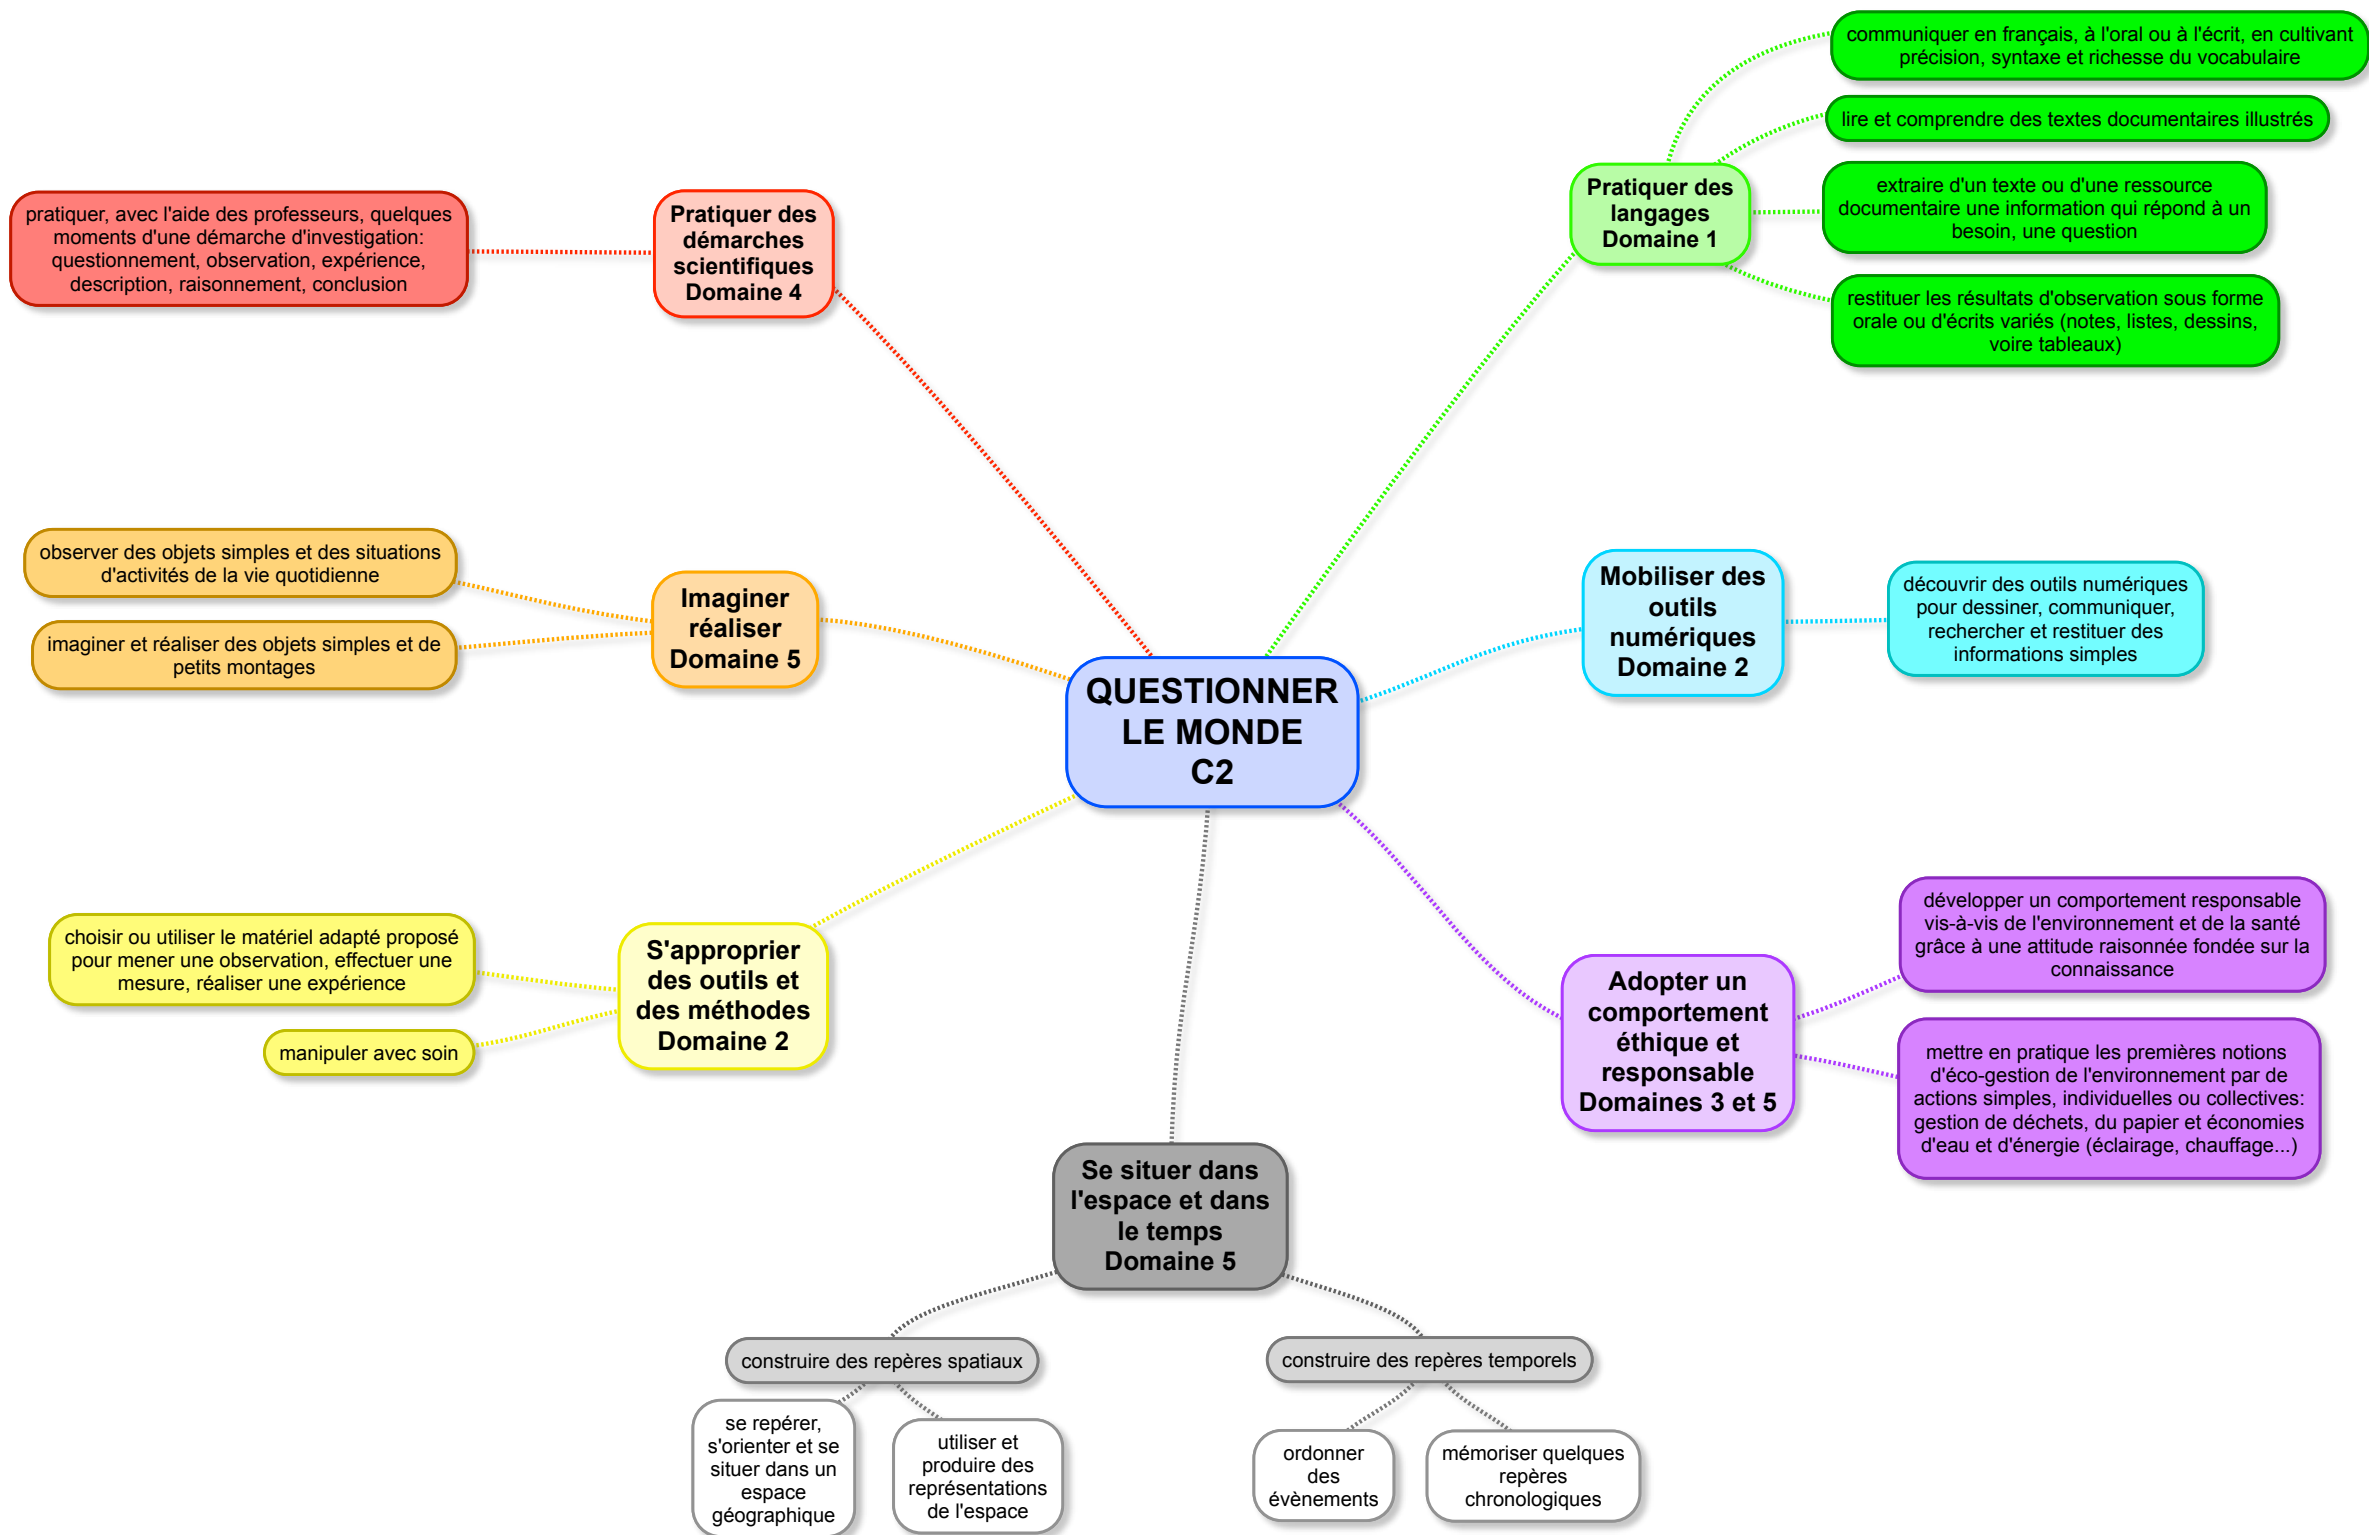 QUESTIONNER
LE MONDE
C2
Pratiquer des
langages
Domaine 1
communiquer en français, à l'oral ou à l'écrit, en cultivant
précision, syntaxe et richesse du vocabulaire
lire et comprendre des textes documentaires illustrés
extraire d'un texte ou d'une ressource
documentaire une information qui répond à un
besoin, une question
restituer les résultats d'observation sous forme
orale ou d'écrits variés (notes, listes, dessins,
voire tableaux)
Mobiliser des
outils
numériques
Domaine 2
découvrir des outils numériques
pour dessiner, communiquer,
rechercher et restituer des
informations simples
Adopter un
comportement
éthique et
responsable
Domaines 3 et 5
développer un comportement responsable
vis-à-vis de l'environnement et de la santé
grâce à une attitude raisonnée fondée sur la
connaissance
mettre en pratique les premières notions
d'éco-gestion de l'environnement par de
actions simples, individuelles ou collectives:
gestion de déchets, du papier et économies
d'eau et d'énergie (éclairage, chauffage...)
Se situer dans
l'espace et dans
le temps
Domaine 5
construire des repères spatiaux
se repérer,
s'orienter et se
situer dans un
espace
géographique
utiliser et
produire des
représentations
de l'espace
construire des repères temporels
ordonner
des
évènements
mémoriser quelques
repères
chronologiques
S'approprier
des outils et
des méthodes
Domaine 2
choisir ou utiliser le matériel adapté proposé
pour mener une observation, effectuer une
mesure, réaliser une expérience
manipuler avec soin
Imaginer
réaliser
Domaine 5
observer des objets simples et des situations
d'activités de la vie quotidienne
imaginer et réaliser des objets simples et de
petits montages
Pratiquer des
démarches
scientifiques
Domaine 4
pratiquer, avec l'aide des professeurs, quelques
moments d'une démarche d'investigation:
questionnement, observation, expérience,
description, raisonnement, conclusion